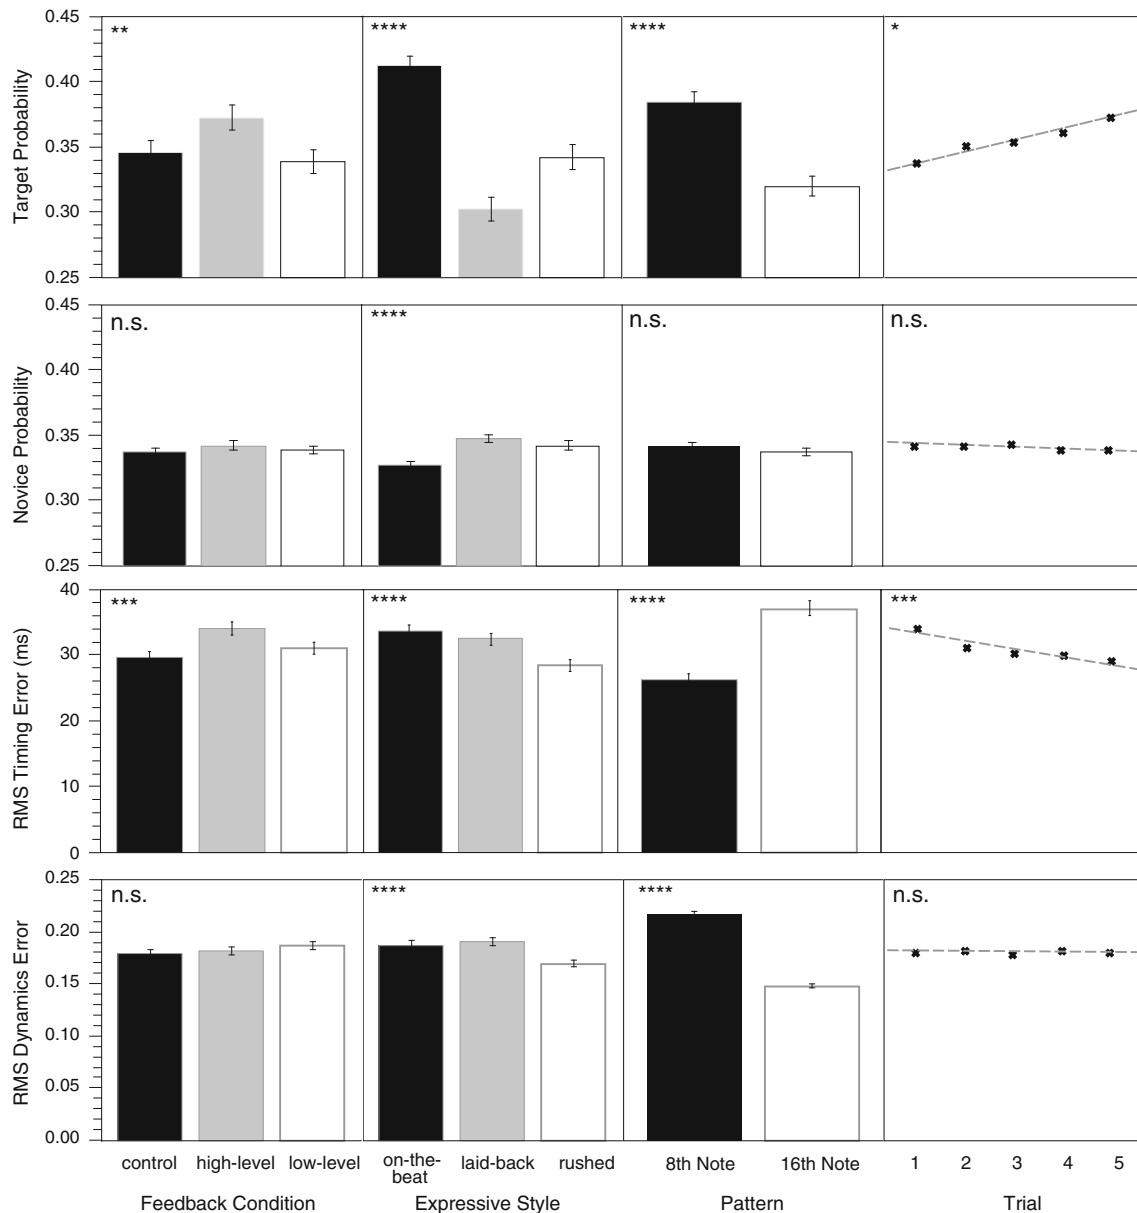 Target Probability
0.45
0.40
0.35
0.30
0.25
**
****
****
*
Novice Probability
0.45
0.40
0.35
0.30
0.25
n.s.
****
n.s.
n.s.
RMS Timing Error (ms)
40
30
20
10
0
***
****
****
***
RMS Dynamics Error
0.25
0.20
0.15
0.10
0.05
0.00
n.s.
****
****
n.s.
control high-level low-level
on-the-
beat laid-back rushed
8th Note 16th Note
1 2 3 4 5
Feedback Condition Expressive Style Pattern Trial